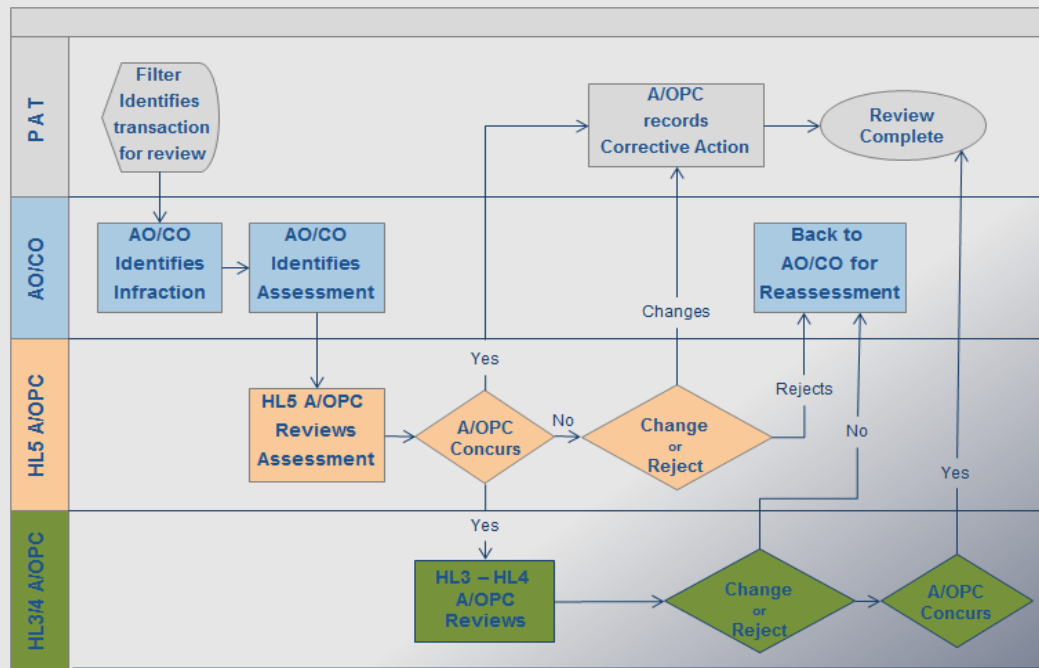 PAT
Filter
Identifies
transaction
for review
A/OPC
records
Corrective Action
Review
Complete
AO/CO
AO/CO
Identifies
Infraction
AO/CO
Identifies
Assessment
Back to
AO/CO for
Reassessment
Changes
HL5 A/OPC
HL5 A/OPC
Reviews
Assessment
Yes
A/OPC
Concurs
No
Change
or
Reject
Rejects
No
Yes
HL3/4 A/OPC
Yes
HL3 – HL4
A/OPC
Reviews
Change
or
Reject
A/OPC
Concurs